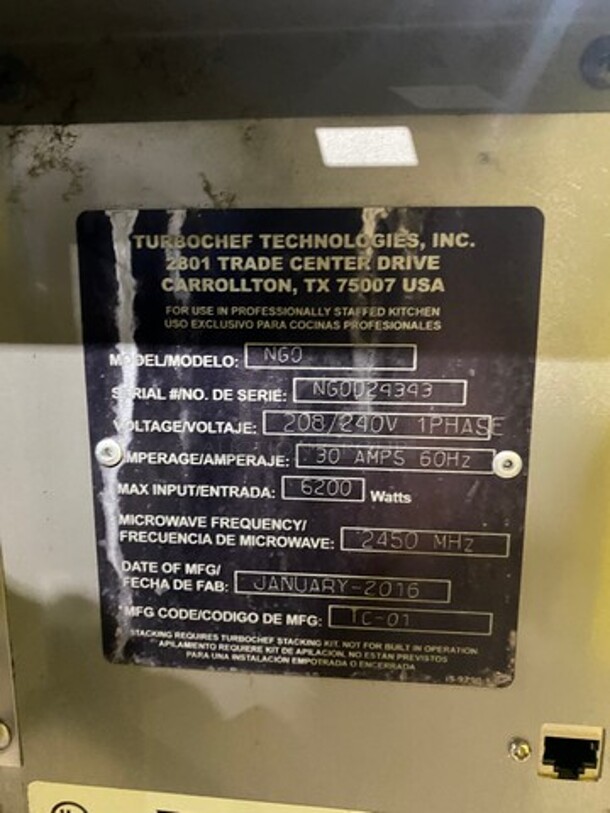 TURBOCHEF TECHNOLOGIES, INC.
2801 TRADE CENTER DRIVE
CARROLLTON, TX 75007 USA
FOR USE IN PROFESSIONALLY STAFFED KITCHEN
USO EXCLUSIVO PARA COCINAS PROFESIONALES
MODEL/MODELO: NGO
SERIAL #/NO. DE SERIE: NGOD24343
VOLTAGE/VOLTAJE: 208/240V 1PHASE
AMPERAGE/AMPERAJE: 30 AMPS 60Hz
MAX INPUT/ENTRADA: 6200 Watts
MICROWAVE FREQUENCY/
FRECUENCIA DE MICROWAVE: 2450 MHz
DATE OF MFG/
FECHA DE FAB: JANUARY-2016
*MFG CODE/CODIGO DE MFG: TC-01
STACKING REQUIRES TURBOCHEF STACKING KIT. NOT FOR BUILT IN OPERATION
APILAMIENTO REQUIERE KIT DE APILACION, NO ESTAN PREVISTOS
PARA UNA INSTALACION EMPOTRADA O ENCERRADA